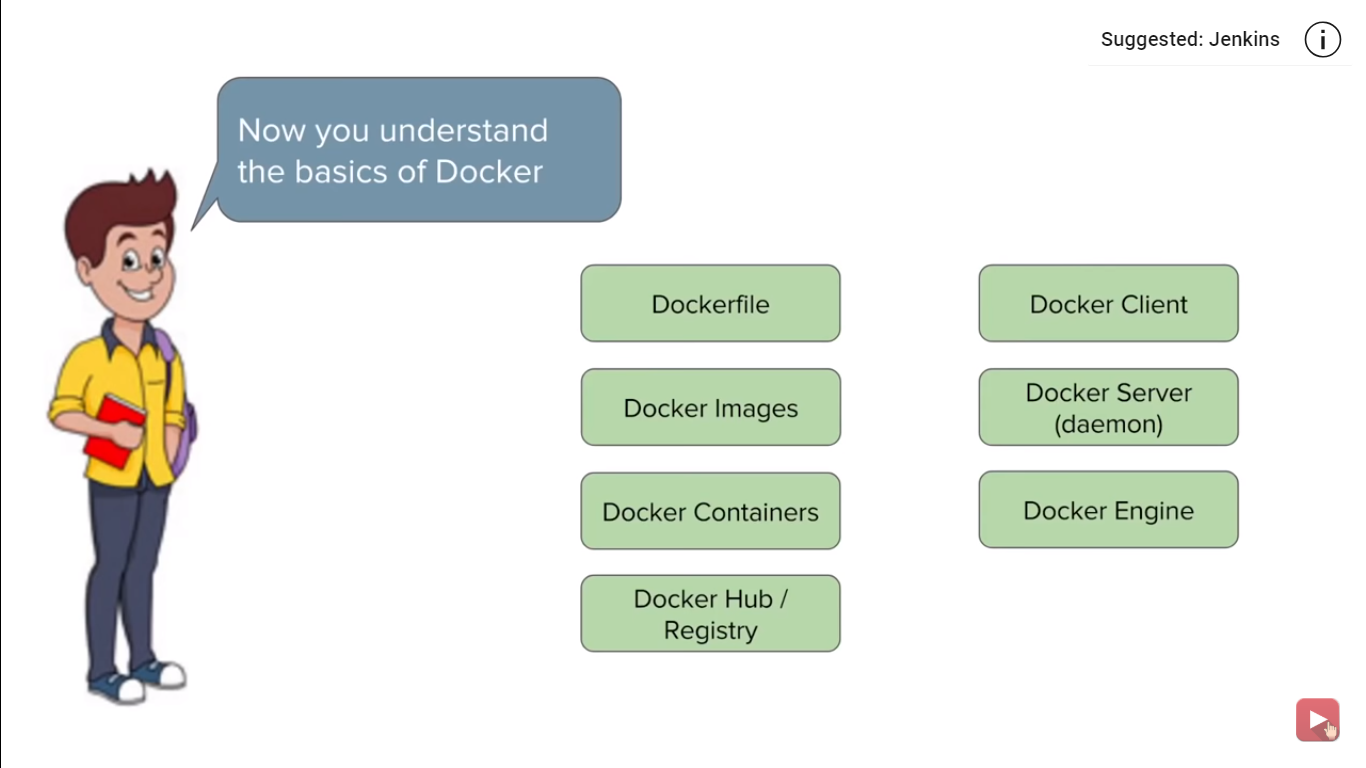 Suggested: Jenkins
Now you understand
the basics of Docker
Dockerfile
Docker Images
Docker Containers
Docker Hub /
Registry
Docker Client
Docker Server
(daemon)
Docker Engine